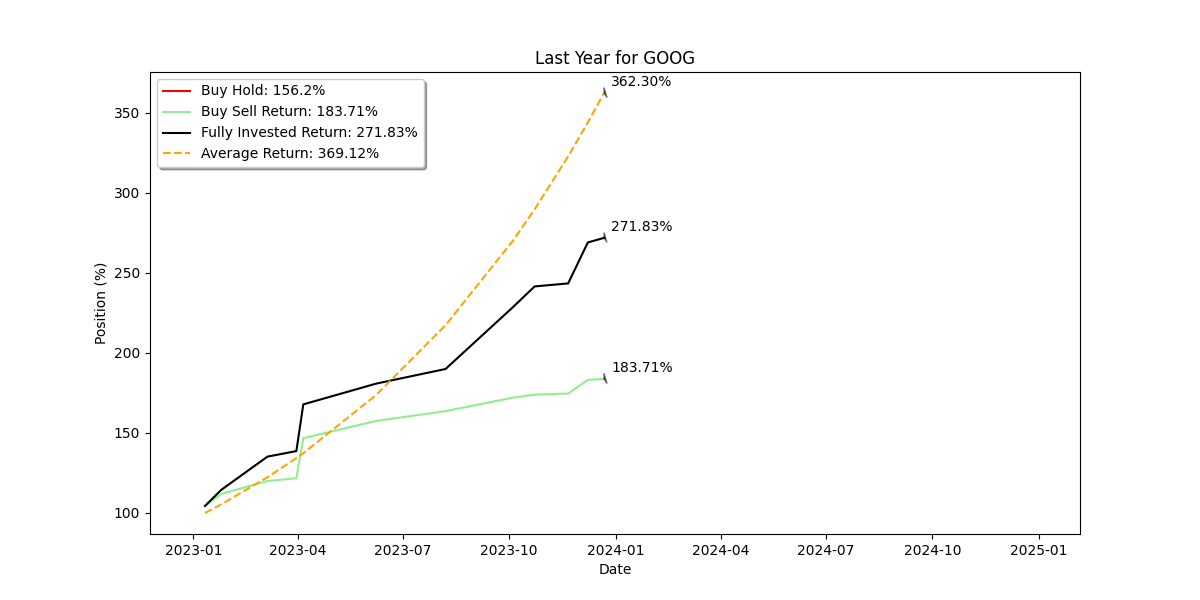 Last Year for GOOG
Buy Hold: 156.2%
Buy Sell Return: 183.71%
Fully Invested Return: 271.83%
Average Return: 369.12%
362.30%
271.83%
183.71%
350
300
250
200
150
100
Position (%)
2023-01 2023-04 2023-07 2023-10 2024-01 2024-04 2024-07 2024-10 2025-01
Date